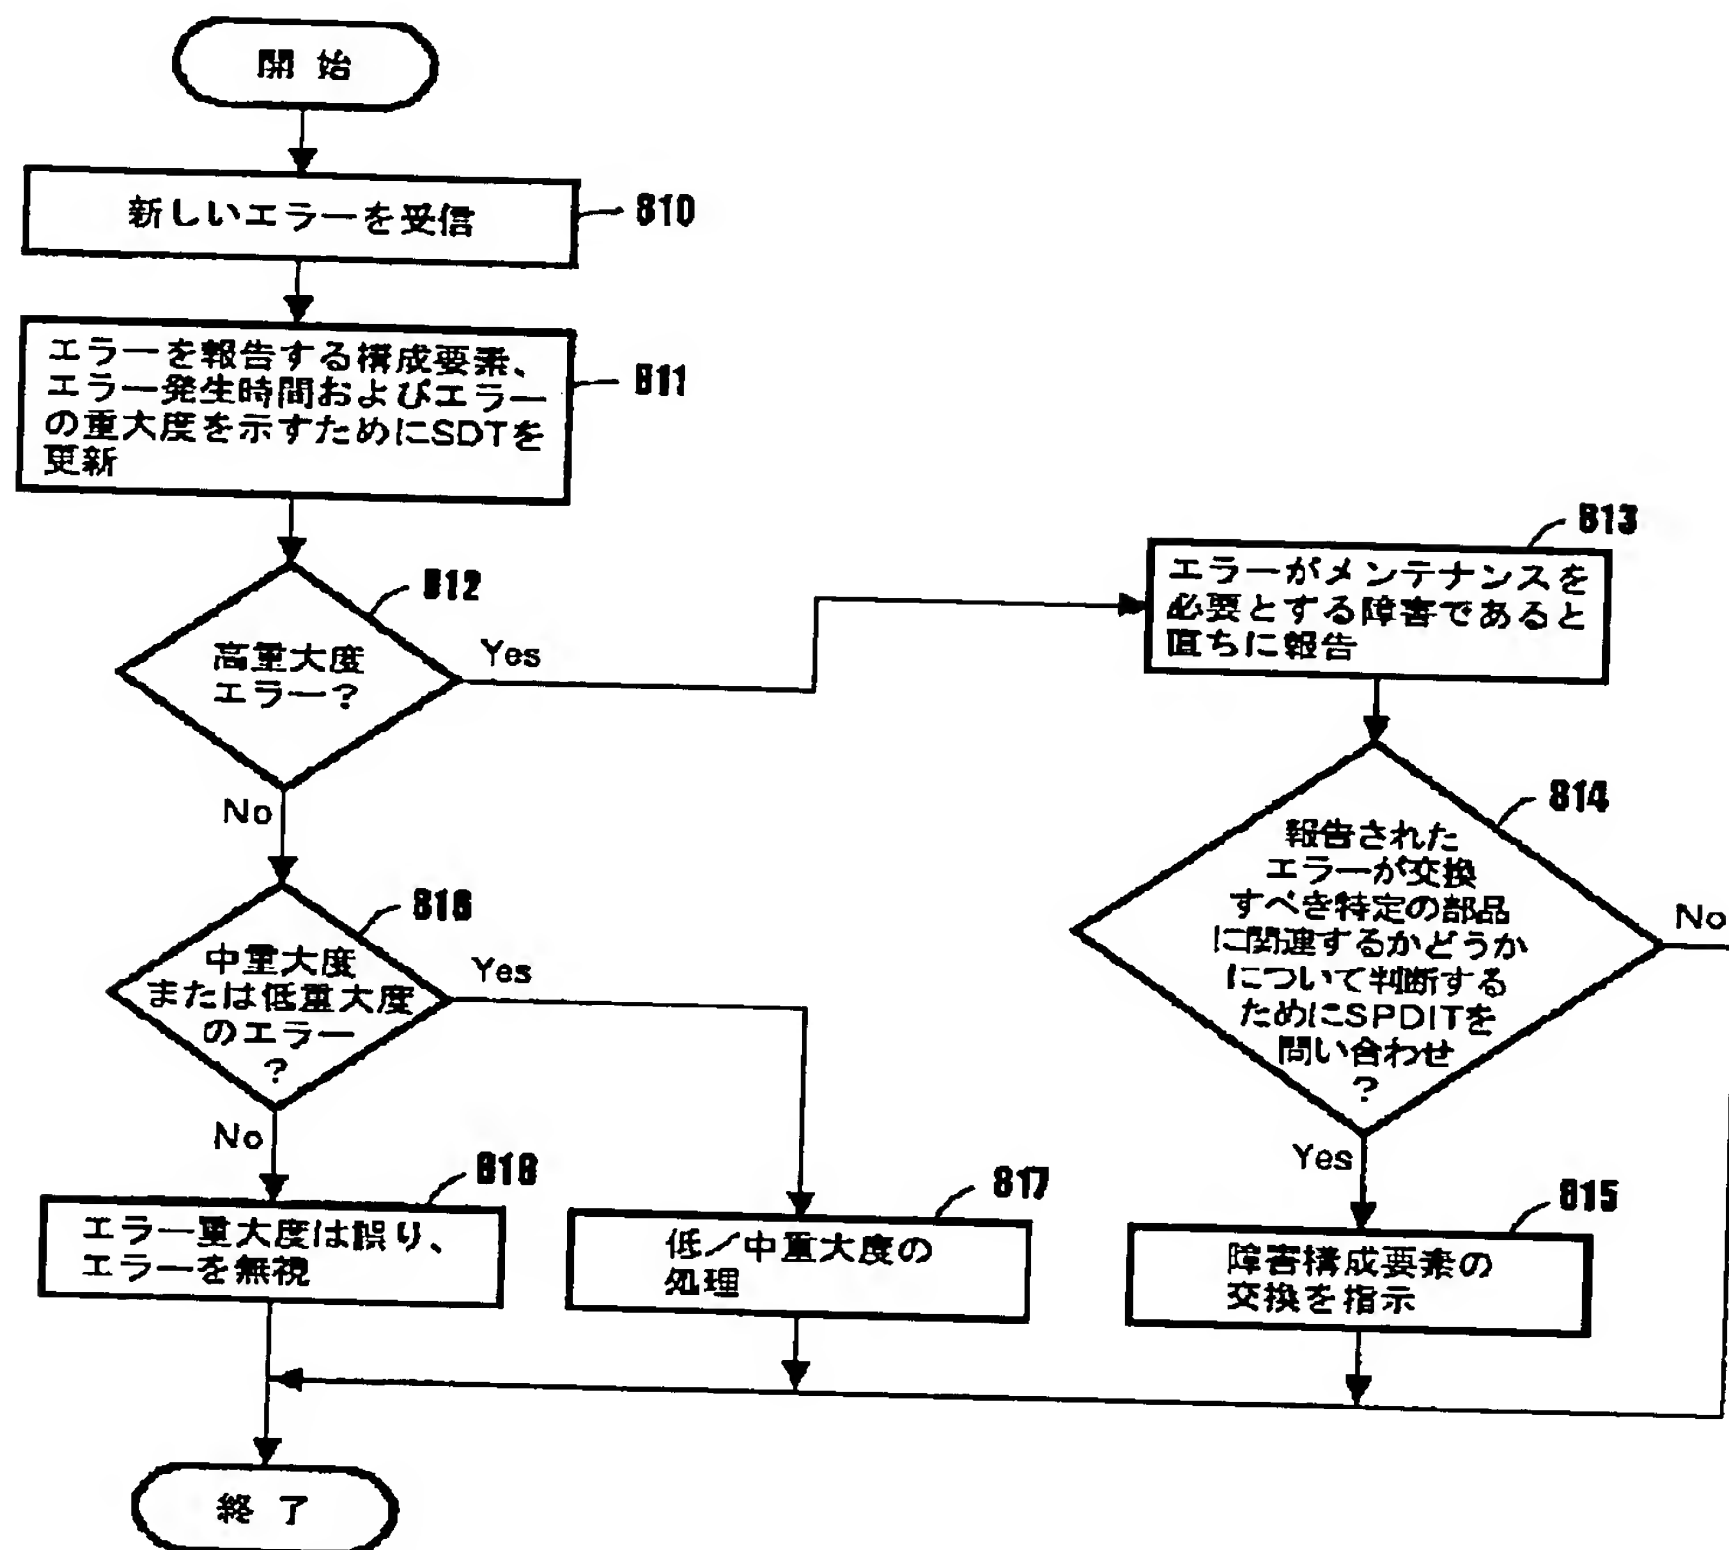 開始
新しいエラーを受信
810
エラーを報告する構成要素、
エラー発生時間およびエラー
の重大度を示すためにSDTを
更新
811
高重大度
エラー?
812
Yes
No
エラーがメンテナンスを
必要とする障害であると
直ちに報告
813
報告された
エラーが交換
すべき特定の部品
に関連するかどうか
について判断する
ためにSPDITを
問い合わせ
?
814
No
Yes
中重大度
または低重大度
のエラー
?
816
Yes
No
エラー重大度は誤り、
エラーを無視
818
低/中重大度の
処理
817
障害構成要素の
交換を指示
815
終了